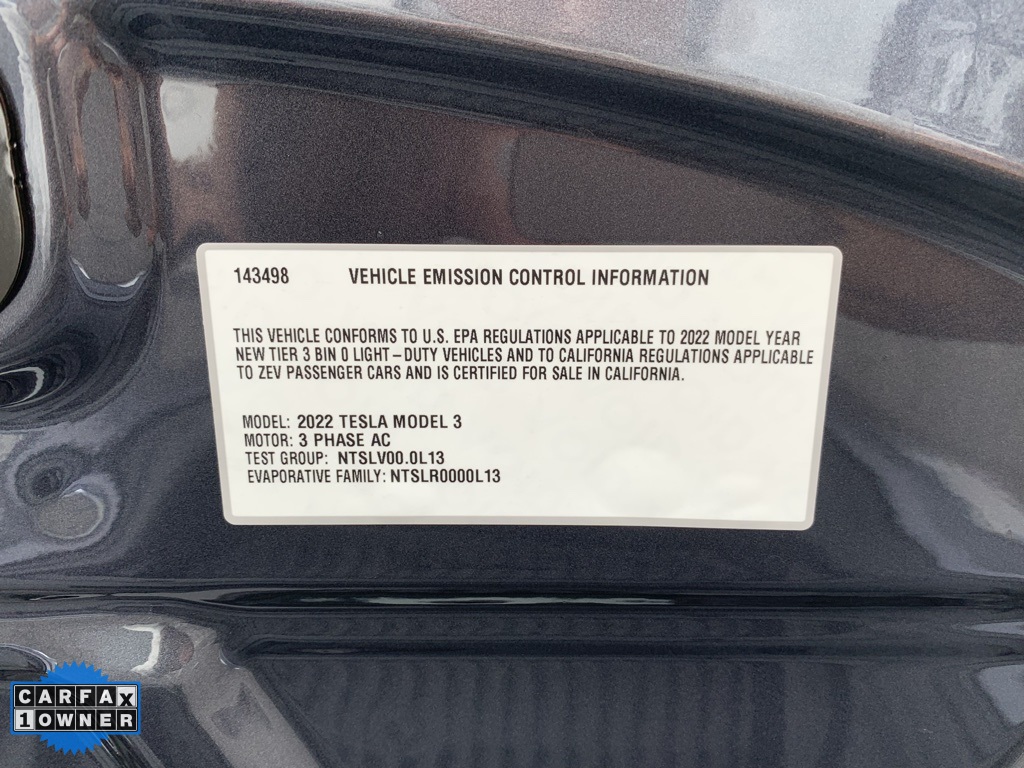 143498 VEHICLE EMISSION CONTROL INFORMATION
THIS VEHICLE CONFORMS TO U.S. EPA REGULATIONS APPLICABLE TO 2022 MODEL YEAR
NEW TIER 3 BIN 0 LIGHT-DUTY VEHICLES AND TO CALIFORNIA REGULATIONS APPLICABLE
TO ZEV PASSENGER CARS AND IS CERTIFIED FOR SALE IN CALIFORNIA.
MODEL: 2022 TESLA MODEL 3
MOTOR: 3 PHASE AC
TEST GROUP: NTSLV00.0L13
EVAPORATIVE FAMILY: NTSLR0000L13
CARFAX
1 OWNER